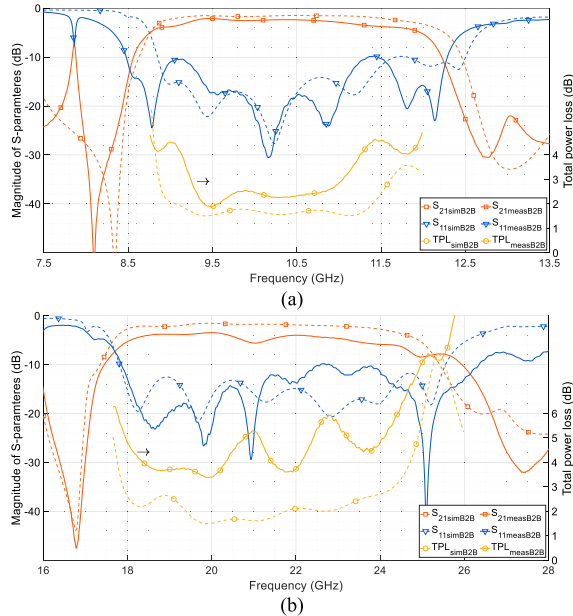 0
-10
-20
-30
-40
Magnitude of S-paramteres (dB)
4
3
2
1
0
Total power loss (dB)
S21simB2B S21measB2B
S11simB2B S11measB2B
TPLsimB2B TPLmeasB2B
7.5 8.5 9.5 10.5 11.5 12.5 13.5
Frequency (GHz)
(a)
0
-10
-20
-30
-40
Magnitude of S-parameters (dB)
6
5
4
3
2
1
0
Total power loss (dB)
S21simB2B S21measB2B
S11simB2B S11measB2B
TPLsimB2B TPLmeasB2B
16 18 20 22 24 26 28
Frequency (GHz)
(b)